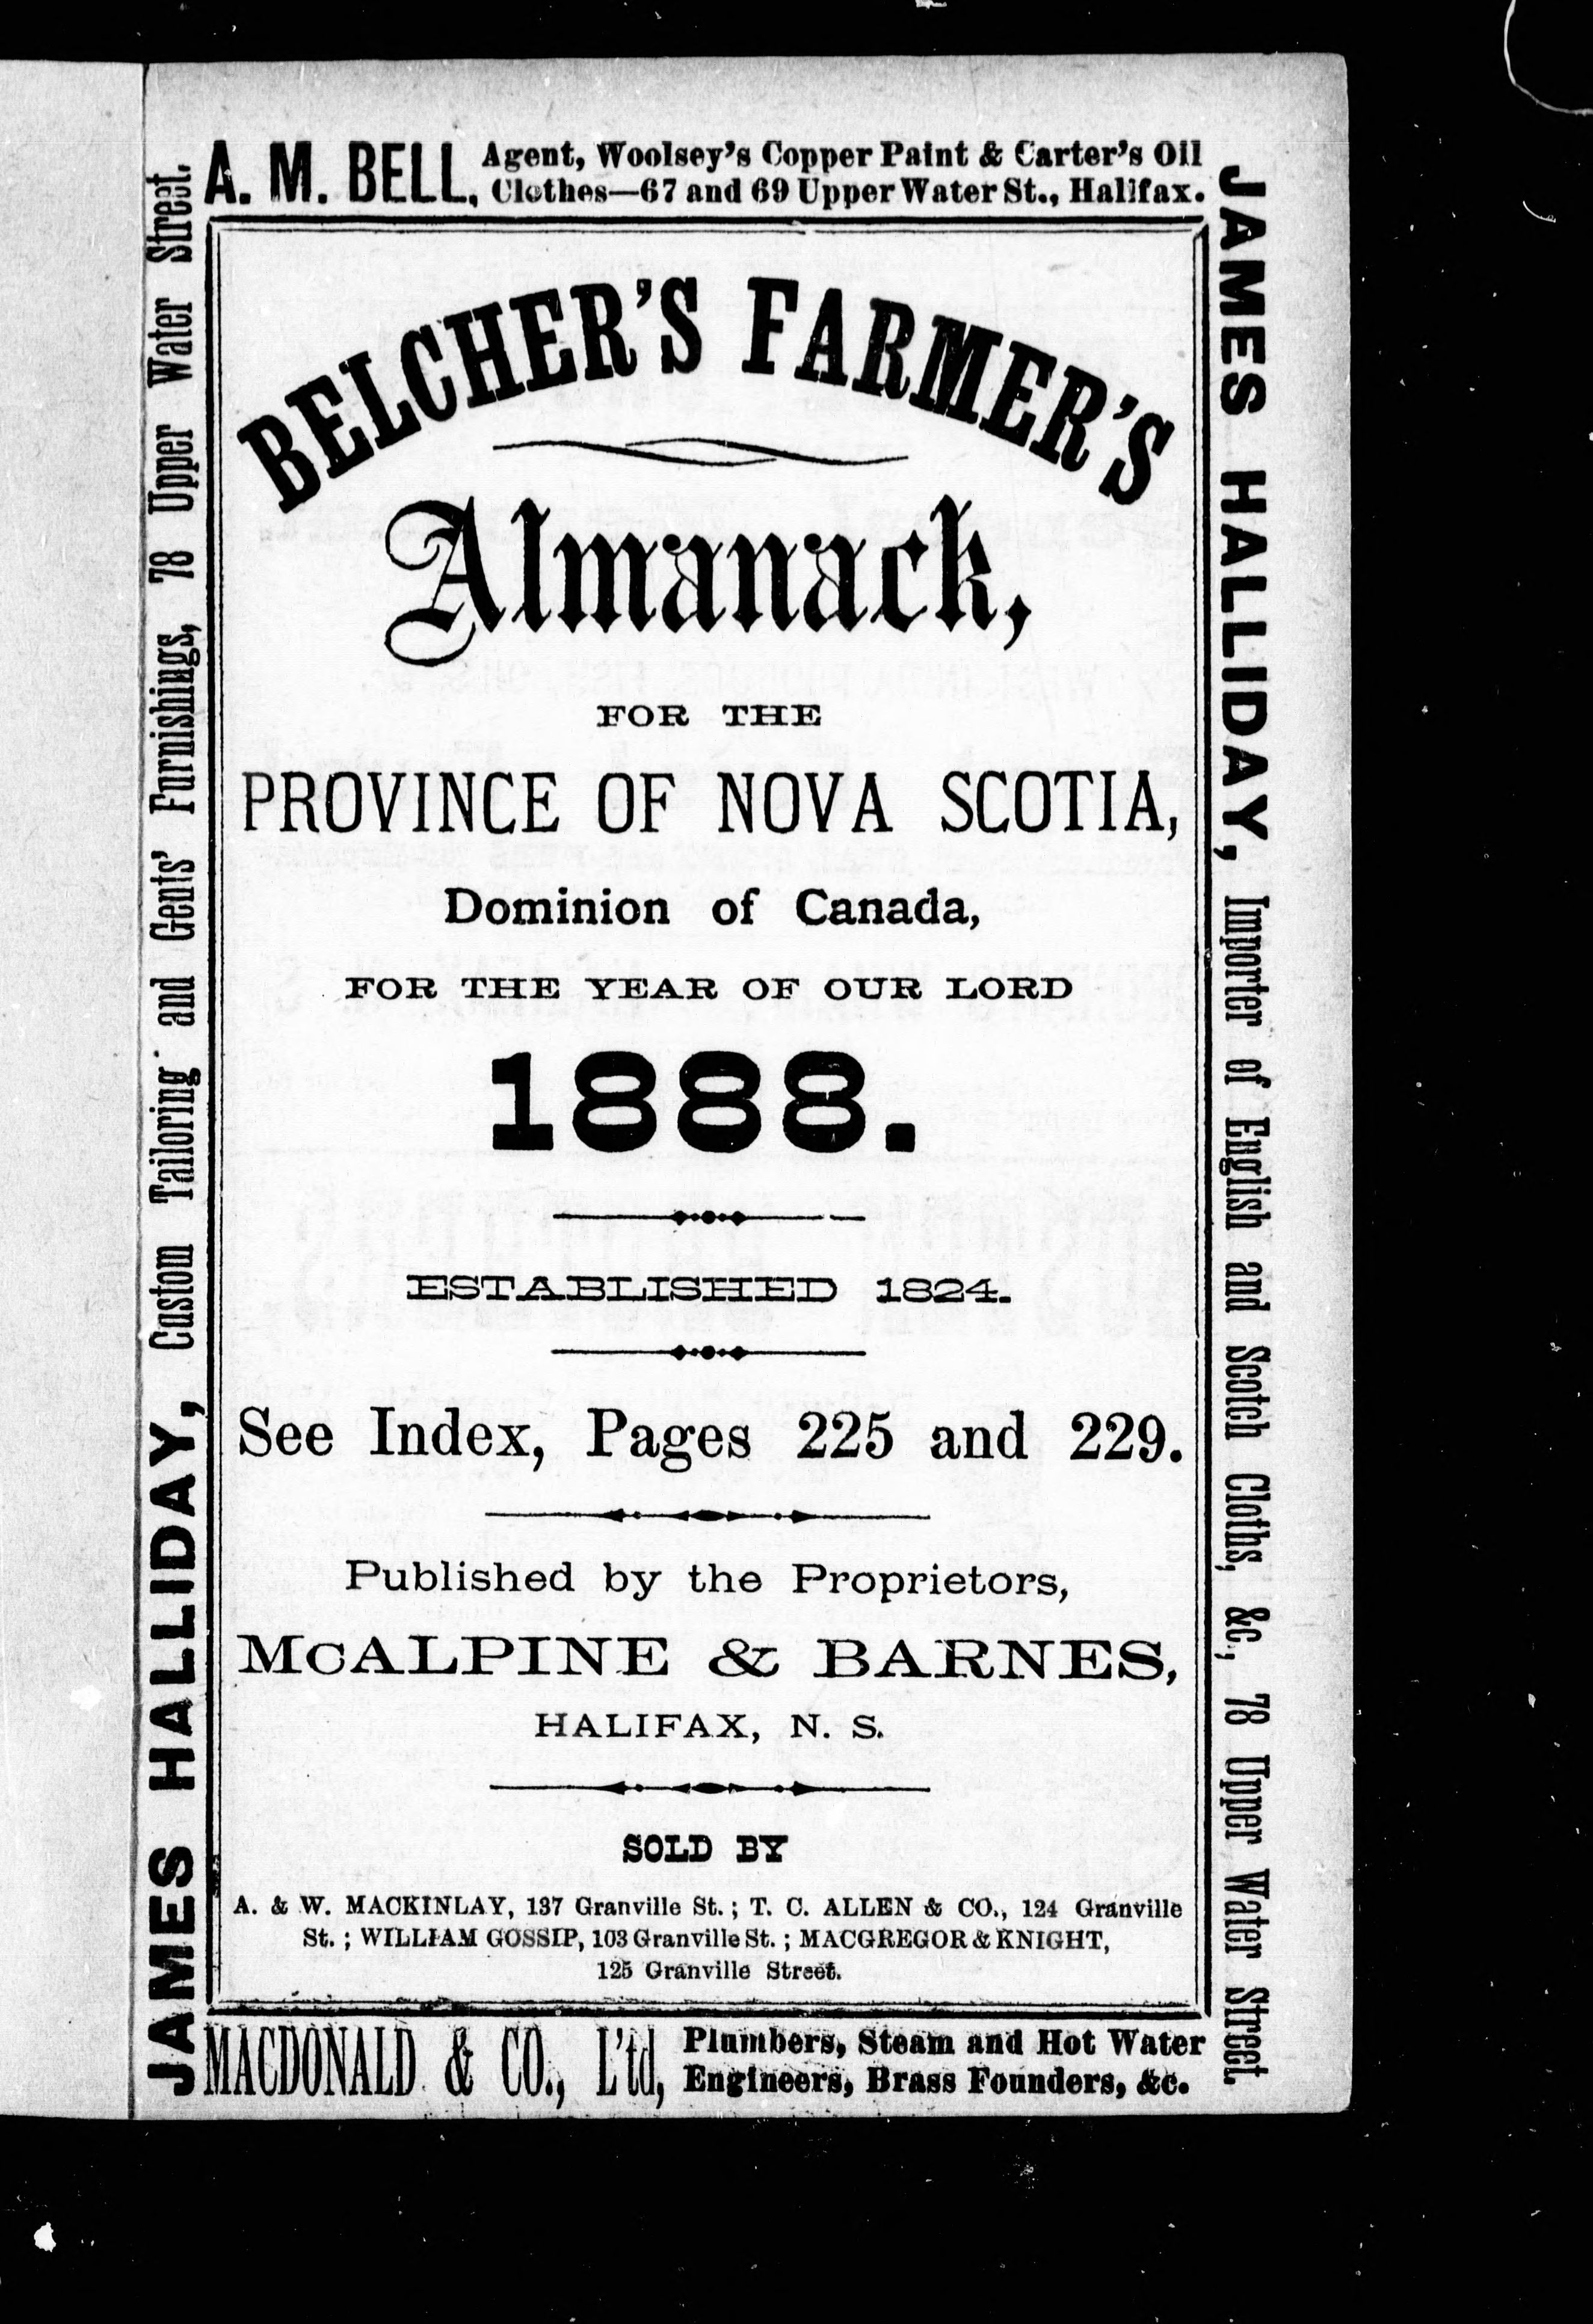 A. M. BELL, Agent, Woolsey's Copper Paint & Carter's Oil
Clothes—67 and 69 Upper Water St., Halifax.
BELCHER'S FARMER'S
Almanack,
FOR THE
PROVINCE OF NOVA SCOTIA,
Dominion of Canada,
FOR THE YEAR OF OUR LORD
1888.
ESTABLISHED 1824.
See Index, Pages 225 and 229.
Published by the Proprietors,
McALPINE & BARNES,
HALIFAX, N. S.
SOLD BY
A. & W. MACKINLAY, 137 Granville St.; T. C. ALLEN & CO., 124 Granville
St.; WILLIAM GOSSIP, 103 Granville St.; MACGREGOR & KNIGHT,
125 Granville Street.
MACDONALD & CO., L'td, Plumbers, Steam and Hot Water
Engineers, Brass Founders, &c.
JAMES HALLIDAY, Custom Tailoring and Gents' Furnishings, 78 Upper Water Street.
JAMES HALLIDAY, Importer of English and Scotch Cloths, &c., 78 Upper Water Street.